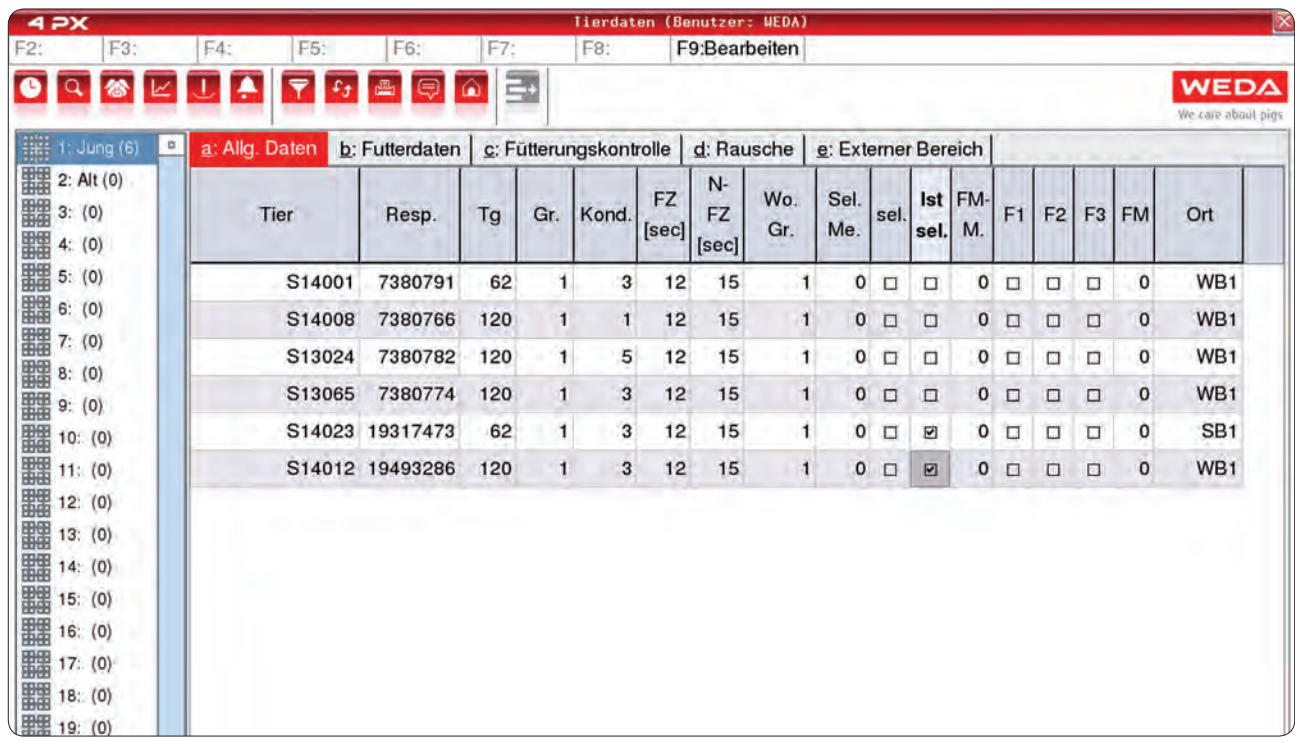 4 PX Tierdaten (Benutzer: WEDA)
F2: F3: F4: F5: F6: F7: F8: F9:Bearbeiten
WEDA
We care about pigs
1: Jung (6)
2: Alt (0)
3: (0)
4: (0)
5: (0)
6: (0)
7: (0)
8: (0)
9: (0)
10: (0)
11: (0)
12: (0)
13: (0)
14: (0)
15: (0)
16: (0)
17: (0)
18: (0)
19: (0)
a: Allg. Daten b: Futterdaten c: Fütterungskontrolle d: Rausche e: Externer Bereich
Tier Resp. Tg Gr. Kond. FZ [sec] N-FZ [sec] Wo. Gr. Sel. Me. sel. Ist sel. FM-M. F1 F2 F3 FM Ort
S14001 7380791 62 1 3 12 15 1 0 0 0 WB1
S14008 7380766 120 1 1 12 15 1 0 0 0 WB1
S13024 7380782 120 1 5 12 15 1 0 0 0 WB1
S13065 7380774 120 1 3 12 15 1 0 0 0 WB1
S14023 19317473 62 1 3 12 15 1 0 0 0 SB1
S14012 19493286 120 1 3 12 15 1 0 0 0 WB1